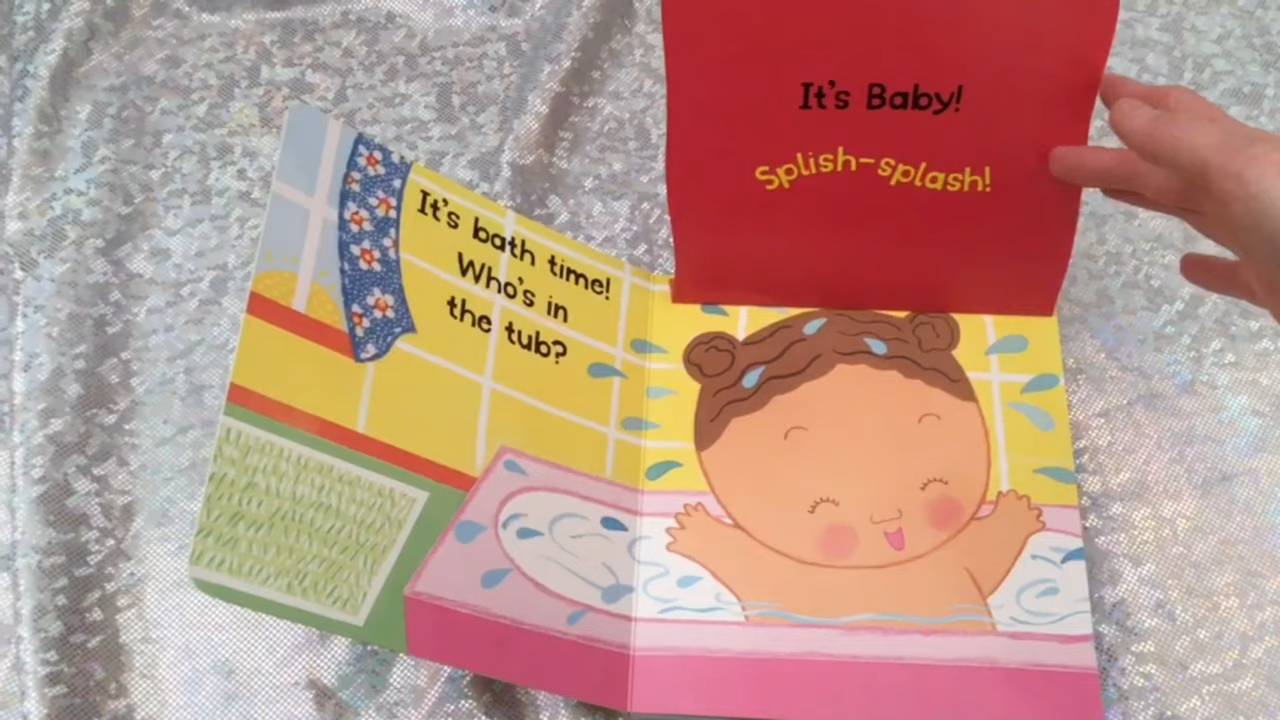 It's bath time!
Who's in
the tub?
It's Baby!
Splish-splash!